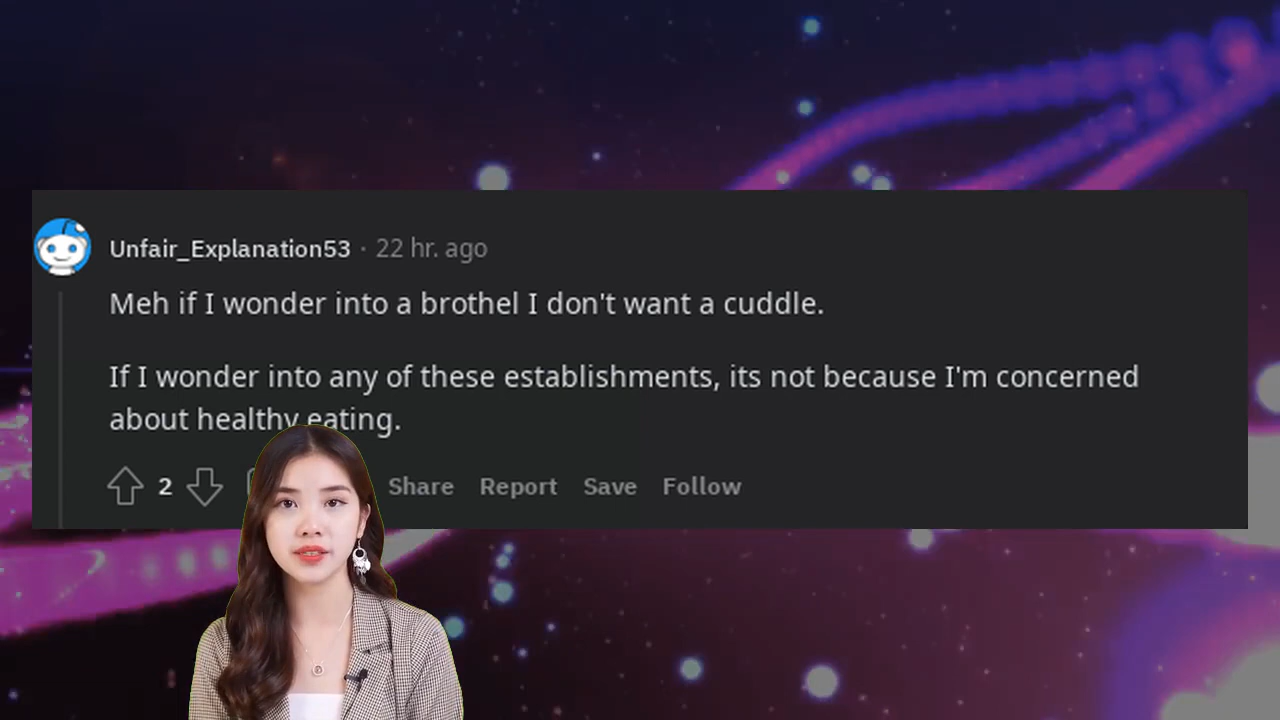 Unfair_Explanation53 · 22 hr. ago
Meh if I wonder into a brothel I don't want a cuddle.
If I wonder into any of these establishments, its not because I'm concerned
about healthy eating.
2 Share Report Save Follow